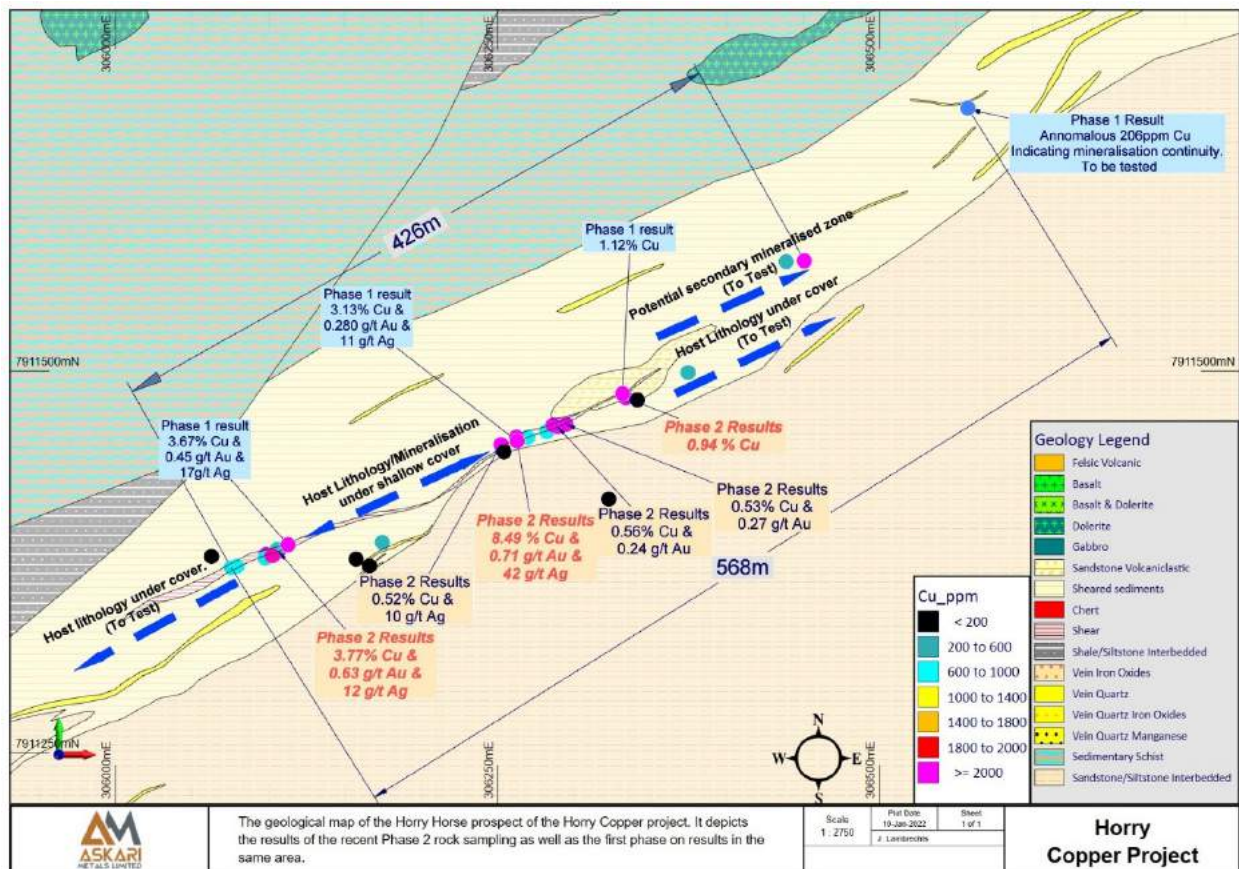 306000mE
306250mE
306500mE
Phase 1 Result
Annomalous 206ppm Cu
Indicating mineralisation continuity.
To be tested
426m
Phase 1 result
1.12% Cu
Potential secondary mineralised zone
(To Test)
Host Lithology under cover
(To Test)
Phase 1 result
3.13% Cu &
0.280 g/t Au &
11 g/t Ag
7911500mN
7911500mN
Phase 1 result
3.67% Cu &
0.45 g/t Au &
17g/t Ag
Host Lithology/Mineralisation
under shallow cover
Phase 2 Results
0.94 % Cu
Phase 2 Results
0.53% Cu &
0.27 g/t Au
Phase 2 Results
0.56% Cu &
0.24 g/t Au
Phase 2 Results
8.49 % Cu &
0.71 g/t Au &
42 g/t Ag
568m
Phase 2 Results
0.52% Cu &
10 g/t Ag
Host lithology under cover.
(To Test)
Phase 2 Results
3.77% Cu &
0.63 g/t Au &
12 g/t Ag
7911250mN
306000mE
306250mE
306500mE
N
W
E
S
Cu_ppm
< 200
200 to 600
600 to 1000
1000 to 1400
1400 to 1800
1800 to 2000
>= 2000
Geology Legend
Felsic Volcanic
Basalt
Basalt & Dolerite
Dolerite
Gabbro
Sandstone Volcaniclastic
Sheared sediments
Chert
Shear
Shale/Siltstone Interbedded
Vein Iron Oxides
Vein Quartz
Vein Quartz Iron Oxides
Vein Quartz Manganese
Sedimentary Schist
Sandstone/Siltstone Interbedded
AM
ASKARI
METALS LIMITED
The geological map of the Horry Horse prospect of the Horry Copper project. It depicts
the results of the recent Phase 2 rock sampling as well as the first phase on results in the
same area.
Scale
1 : 2750
Plot Date
19-Jan-2022
Sheet
1 of 1
J. Lambrechts
Horry
Copper Project